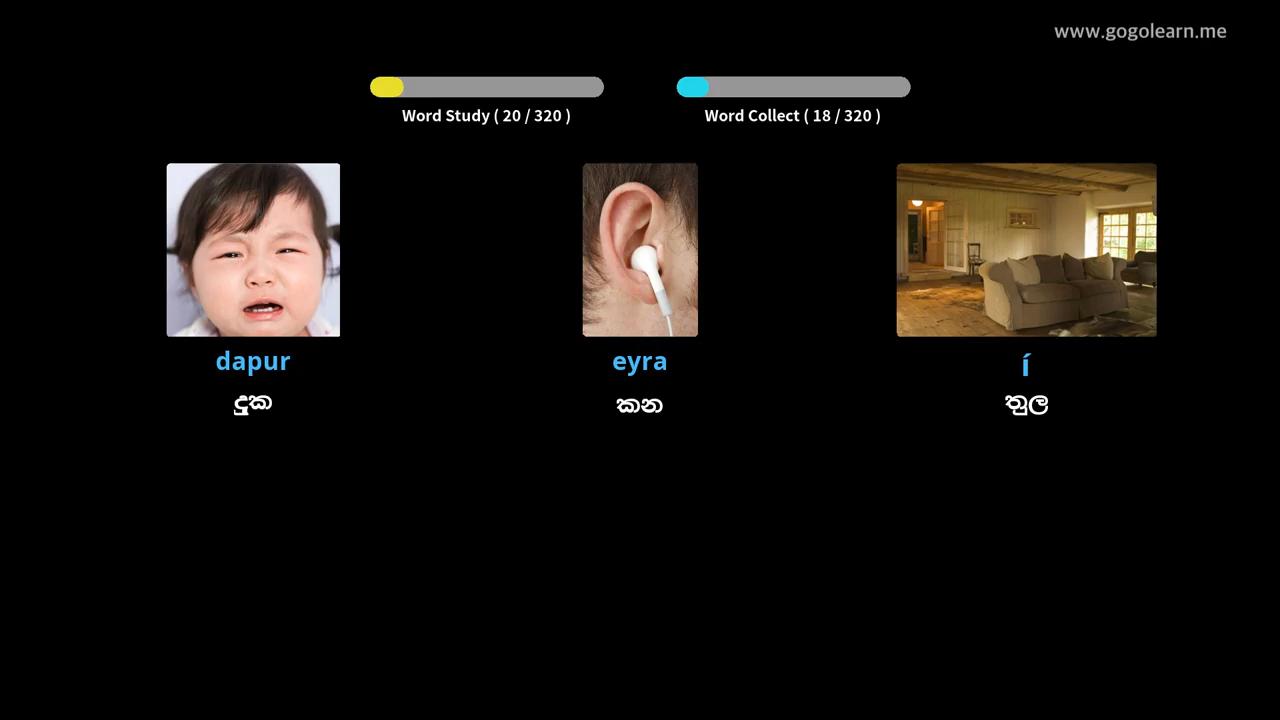 www.gogolearn.me
Word Study ( 20 / 320 )
Word Collect ( 18 / 320 )
dapur
eyra
í
දුක
කන
තුල